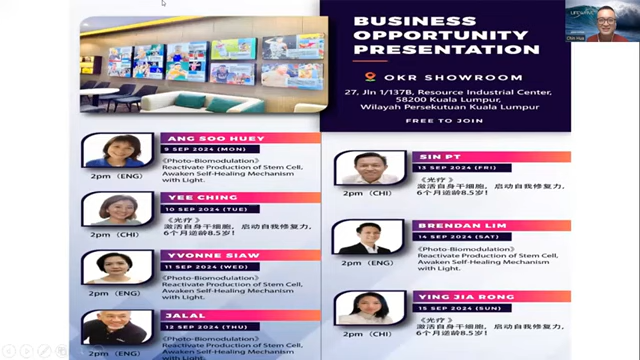 BUSINESS
OPPORTUNITY
PRESENTATION
OKR SHOWROOM
27, Jln 1/137B, Resource Industrial Center,
58200 Kuala Lumpur,
Wilayah Persekutuan Kuala Lumpur
FREE TO JOIN
ANG SOO HUEY
9 SEP 2024 (MON)
《Photo-Biomodulation》
Reactivate Production of Stem Cell,
Awaken Self-Healing Mechanism
with Light.
2pm (ENG)
YEE CHING
10 SEP 2024 (TUE)
《光疗》
激活自身干细胞，启动自我修复力,
6个月逆龄8.5岁！
2pm (CHI)
YVONNE SIAW
11 SEP 2024 (WED)
《Photo-Biomodulation》
Reactivate Production of Stem Cell,
Awaken Self-Healing Mechanism
with Light.
2pm (ENG)
JALAL
12 SEP 2024 (THU)
《Photo-Biomodulation》
Reactivate Production of Stem Cell,
Awaken Self-Healing Mechanism
with Light.
2pm (ENG)
SIN PT
13 SEP 2024 (FRI)
《光疗》
激活自身干细胞，启动自我修复力,
6个月逆龄8.5岁！
2pm (CHI)
BRENDAN LIM
14 SEP 2024 (SAT)
《Photo-Biomodulation》
Reactivate Production of Stem Cell,
Awaken Self-Healing Mechanism
with Light.
2pm (ENG)
YING JIA RONG
15 SEP 2024 (SUN)
《光疗》
激活自身干细胞，启动自我修复力,
6个月逆龄8.5岁！
2pm (CHI)